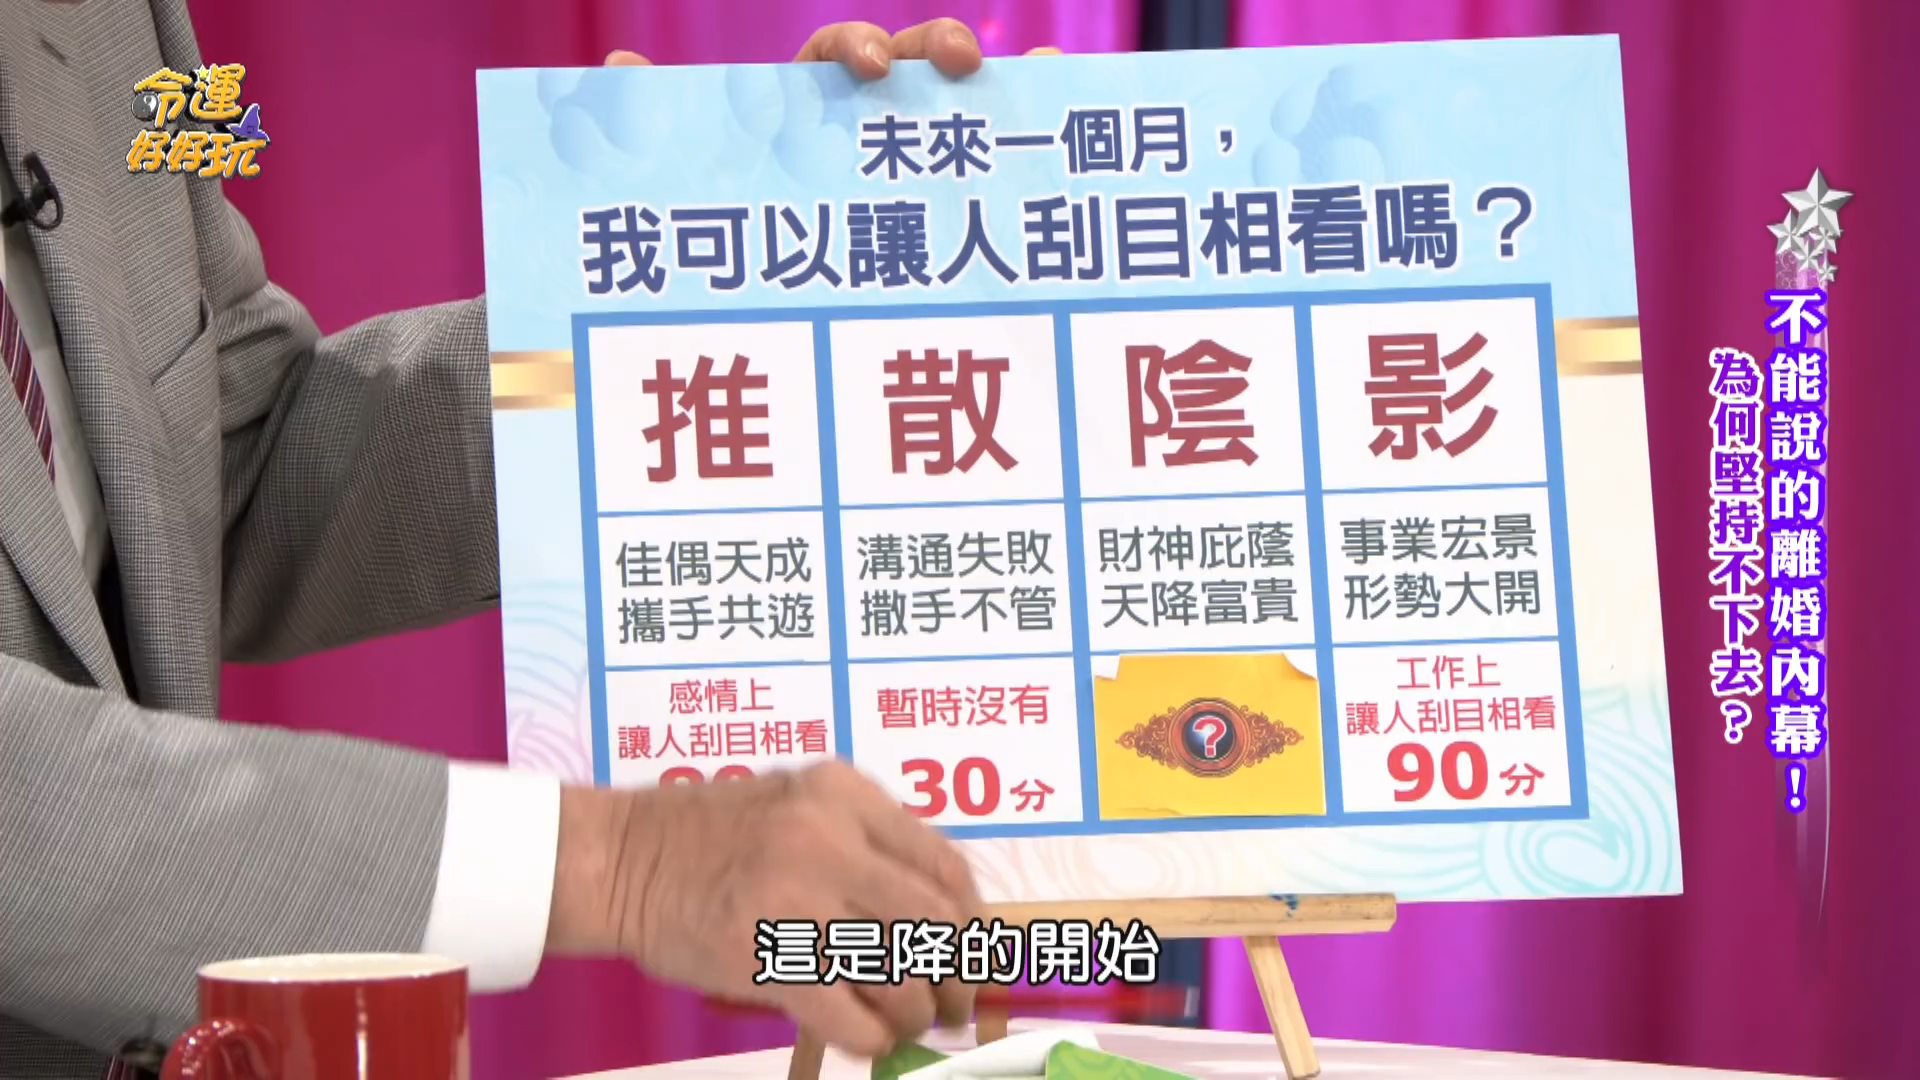 命運
好好玩
未來一個月，
我可以讓人刮目相看嗎？
推 散 陰 影
佳偶天成
攜手共遊
溝通失敗
撒手不管
財神庇蔭
天降富貴
事業宏景
形勢大開
感情上
讓人刮目相看
暫時沒有
30分
?
工作上
讓人刮目相看
90分
不能說的離婚內幕！
為何堅持不下去？
這是降的開始